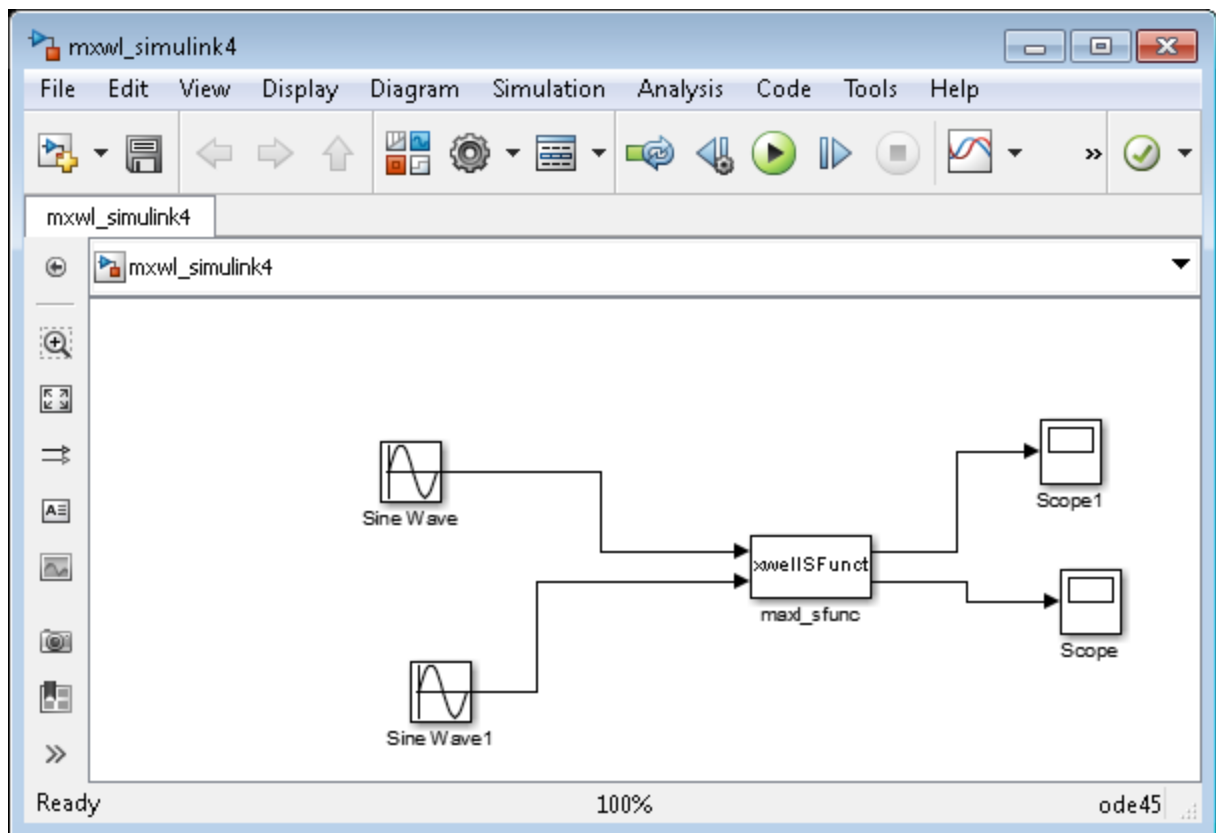 mxwl_simulink4
File Edit View Display Diagram Simulation Analysis Code Tools Help
mxwl_simulink4
mxwl_simulink4
Scope1
Sine Wave
xwellSFunct
maxl_sfunc
Scope
Sine Wave1
Ready 100% ode45